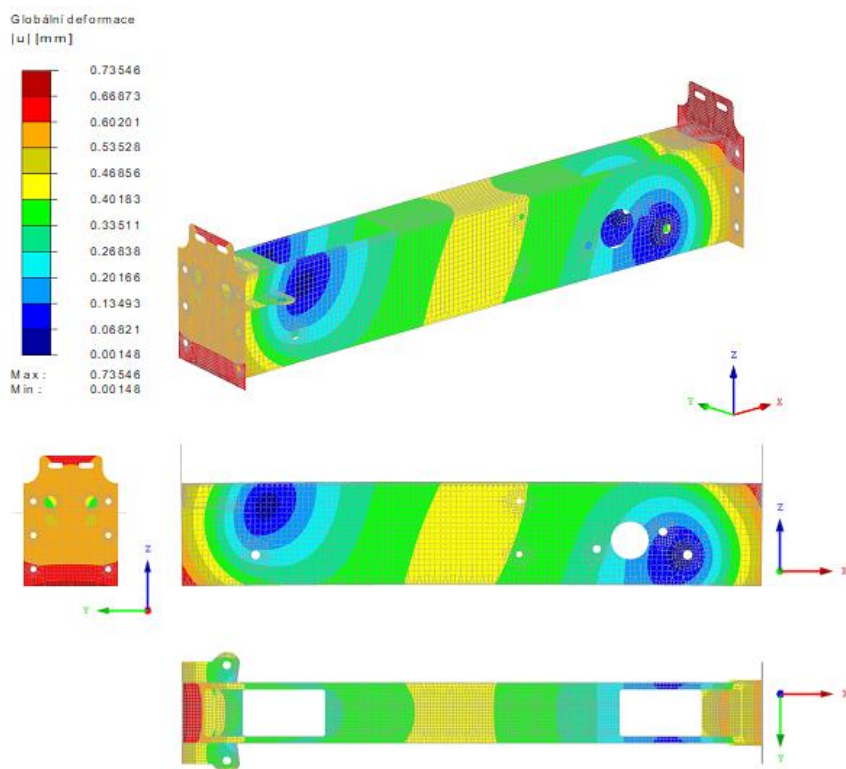 Globální deformace
|u| [mm]
0.73546
0.66873
0.60201
0.53528
0.46856
0.40183
0.33511
0.26838
0.20166
0.13493
0.06821
0.00148
Max : 0.73546
Min : 0.00148
Z
Y
X
Z
Y
Z
X
X
Y